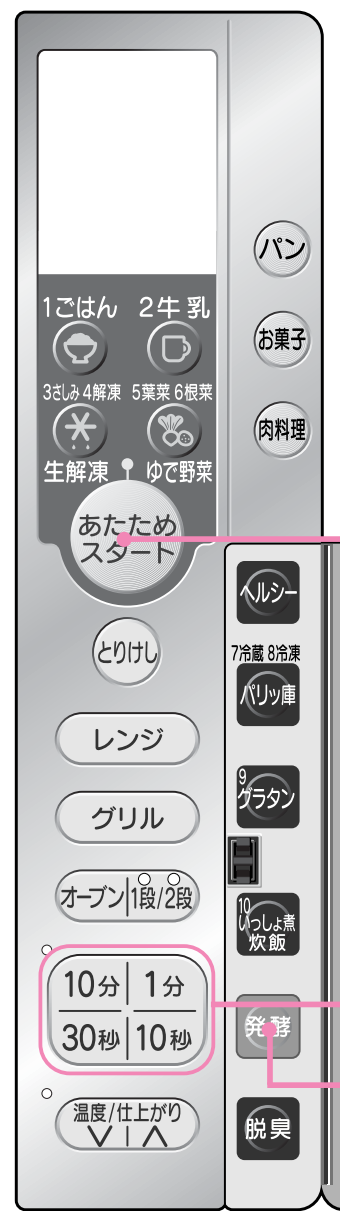 パン
1ごはん 2牛乳
お菓子
3さしみ 4解凍 5葉菜 6根菜
肉料理
生解凍 ゆで野菜
あたため
スタート
ヘルシー
とりけし
7冷蔵 8冷凍
パリッ庫
レンジ
9
グラタン
グリル
オーブン 1段/2段
10
いっしょ煮
炊飯
10分 1分
30秒 10秒
発酵
温度/仕上がり
脱臭